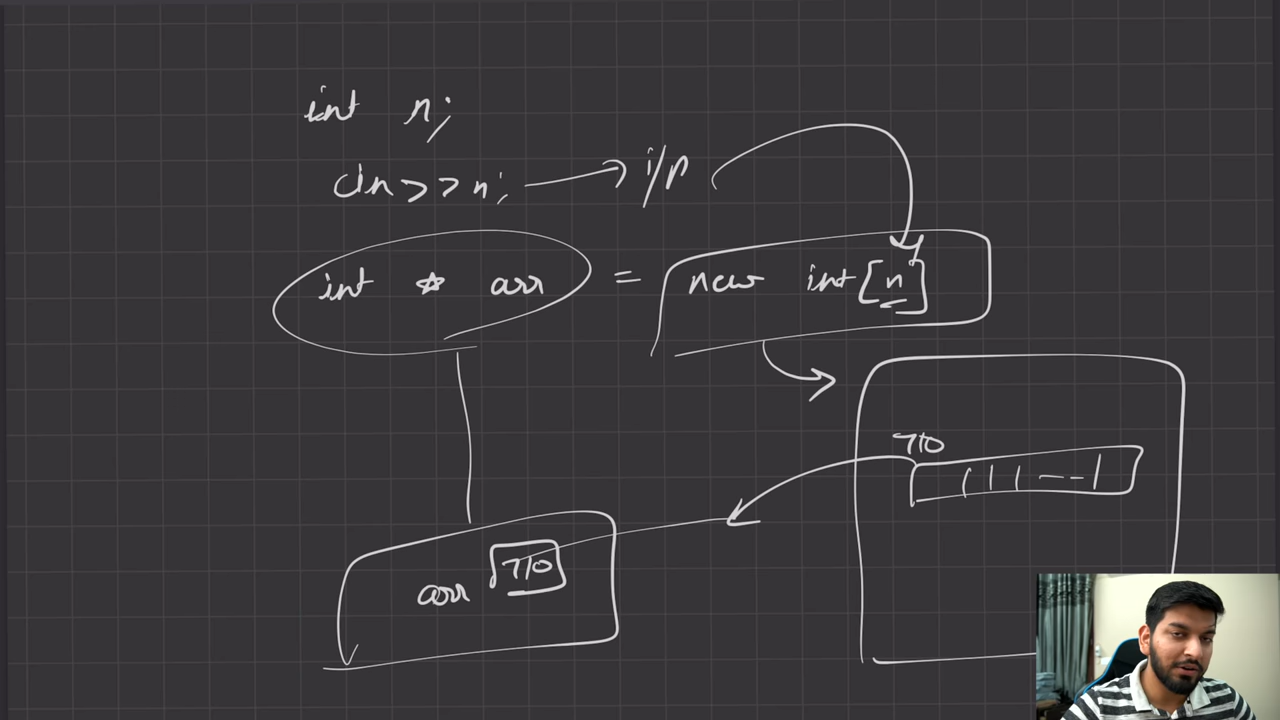 int n;
cin>>n; → i/p
int * arr = new int[n]
710
arr 710